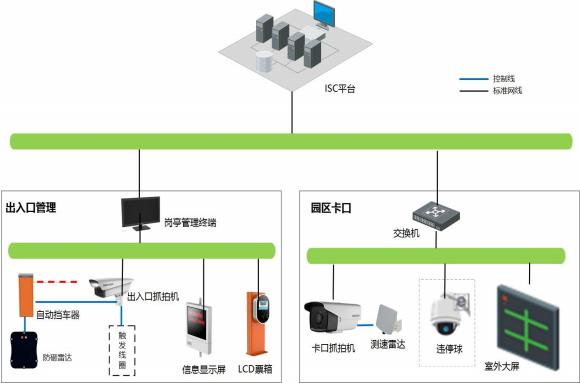 ISC平台
控制线
标准网线
出入口管理
岗亭管理终端
园区卡口
交换机
出入口抓拍机
自动挡车器
防砸雷达
触发线圈
信息显示屏
LCD票箱
卡口抓拍机
测速雷达
违停球
室外大屏